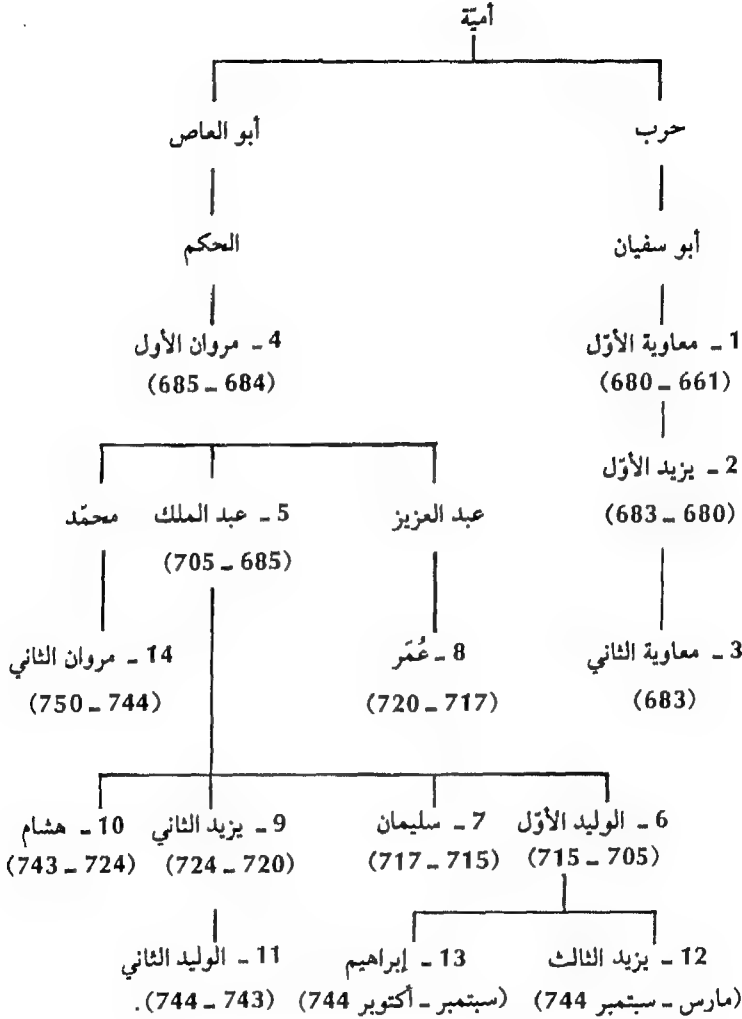 أميّة
حرب أبو العاص
أبو سفيان الحكم
1 ـ معاوية الأوّل 4 ـ مروان الأول
(661 ـ 680) (684 ـ 685)
2 ـ يزيد الأوّل
(680 ـ 683)
عبد العزيز 5 ـ عبد الملك محمّد
(685 ـ 705)
3 ـ معاوية الثاني 8 ـ عُمَر 14 ـ مروان الثاني
(683) (717 ـ 720) (744 ـ 750)
6 ـ الوليد الأوّل 7 ـ سليمان 9 ـ يزيد الثاني 10 ـ هشام
(705 ـ 715) (715 ـ 717) (720 ـ 724) (724 ـ 743)
12 ـ يزيد الثالث 13 ـ إبراهيم 11 ـ الوليد الثاني
(مارس ـ سبتمبر 744) (سبتمبر ـ أكتوبر 744) (743 ـ 744).